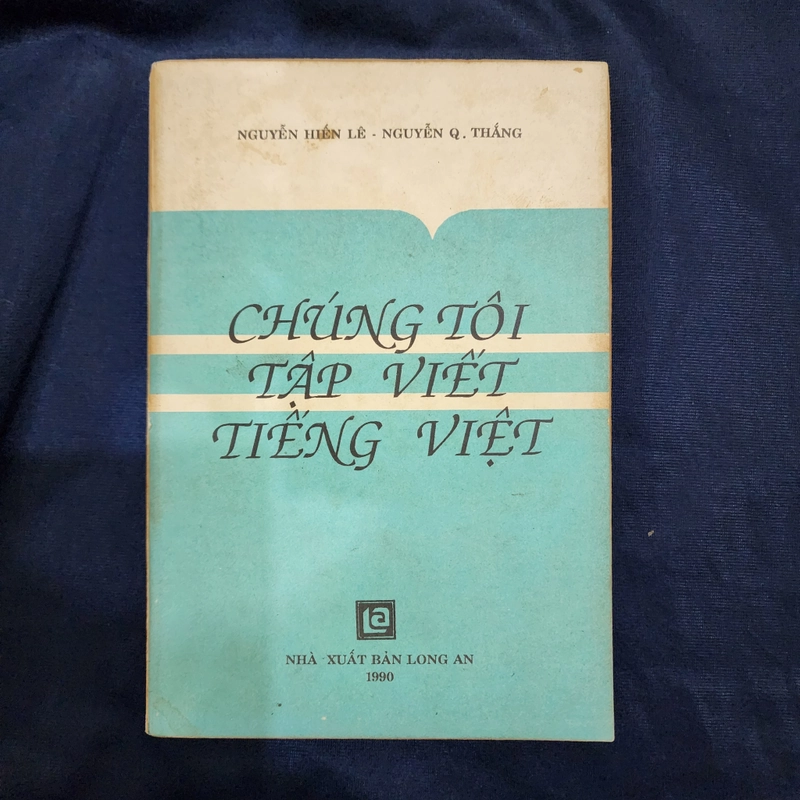 NGUYỄN HIẾN LÊ - NGUYỄN Q. THẮNG
CHÚNG TÔI
TẬP VIẾT
TIẾNG VIỆT
NHÀ XUẤT BẢN LONG AN
1990